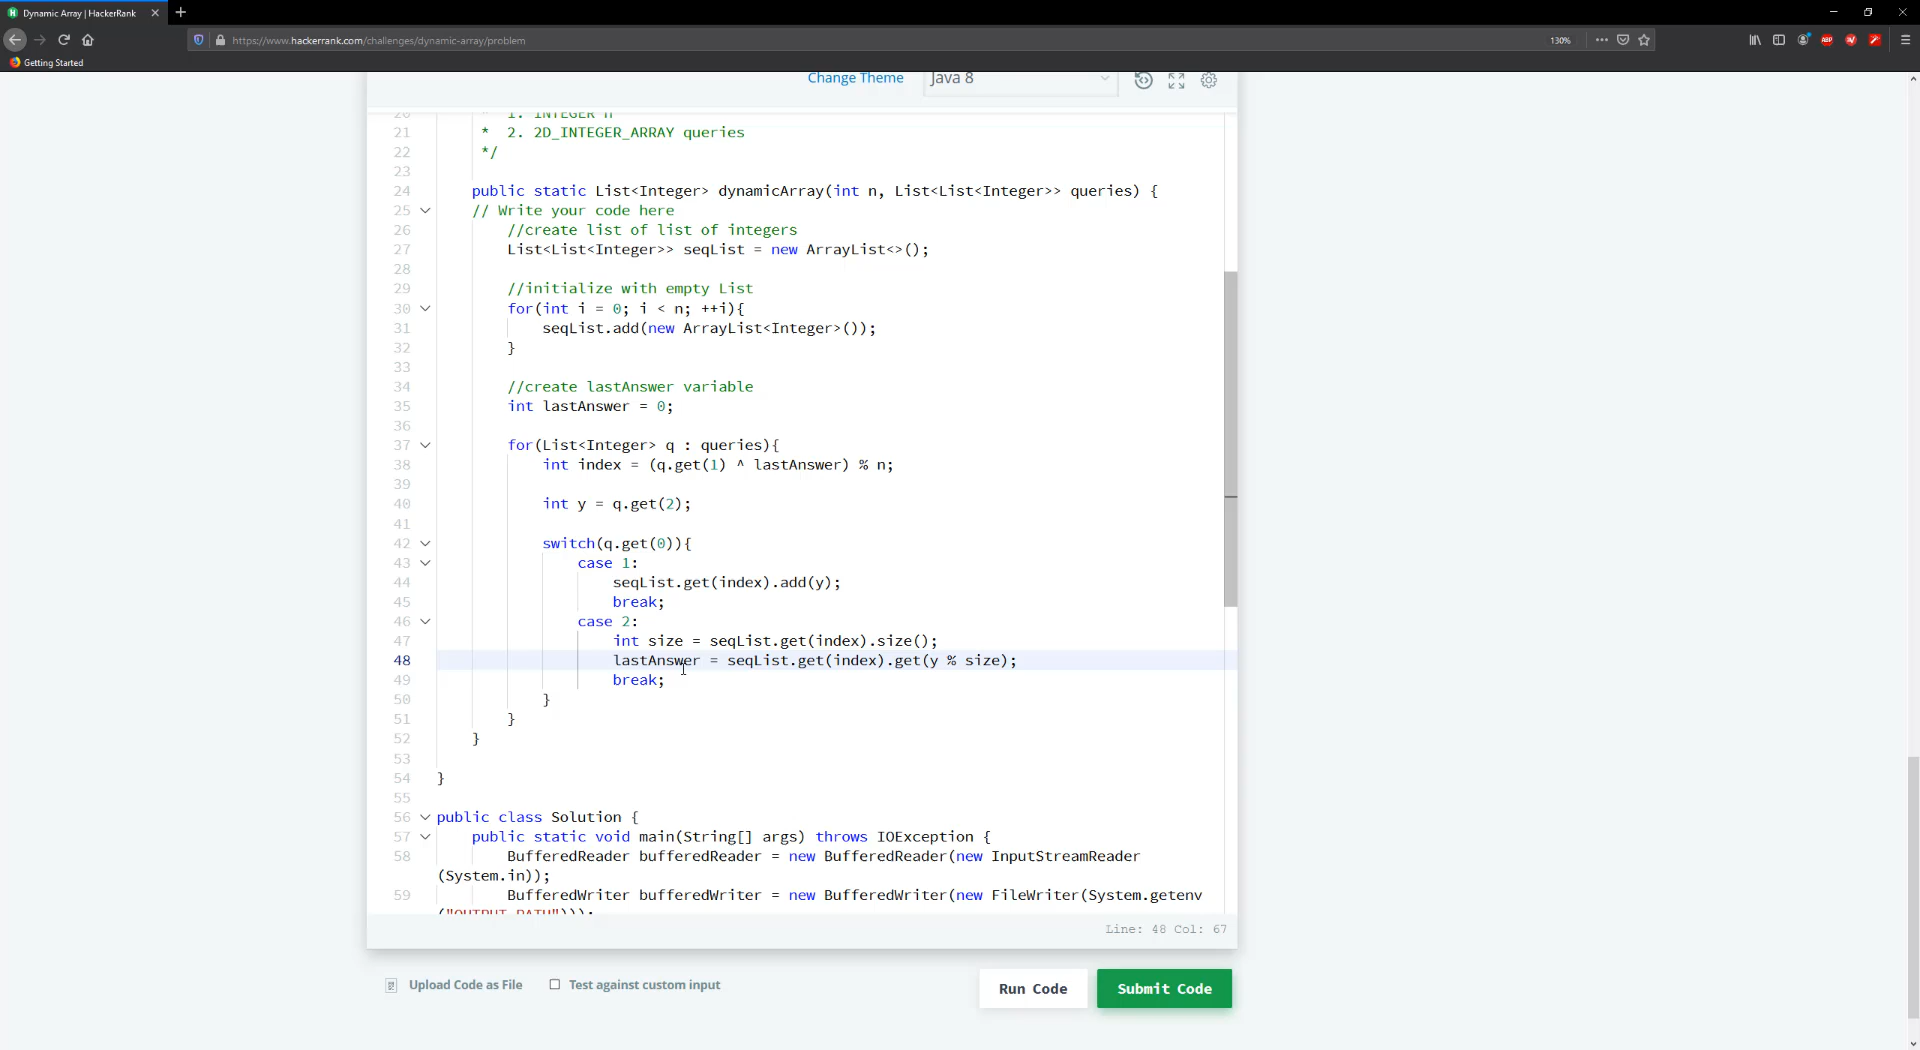 Dynamic Array | HackerRank
https://www.hackerrank.com/challenges/dynamic-array/problem
130%
ABP
Getting Started
Change Theme
Java 8
20 * 1. INTEGER n
21 * 2. 2D_INTEGER_ARRAY queries
22 */
23
24 public static List<Integer> dynamicArray(int n, List<List<Integer>> queries) {
25 // Write your code here
26 //create list of list of integers
27 List<List<Integer>> seqList = new ArrayList<>();
28
29 //initialize with empty List
30 for(int i = 0; i < n; ++i){
31 seqList.add(new ArrayList<Integer>());
32 }
33
34 //create lastAnswer variable
35 int lastAnswer = 0;
36
37 for(List<Integer> q : queries){
38 int index = (q.get(1) ^ lastAnswer) % n;
39
40 int y = q.get(2);
41
42 switch(q.get(0)){
43 case 1:
44 seqList.get(index).add(y);
45 break;
46 case 2:
47 int size = seqList.get(index).size();
48 lastAnswer = seqList.get(index).get(y % size);
49 break;
50 }
51 }
52 }
53
54 }
55
56 public class Solution {
57 public static void main(String[] args) throws IOException {
58 BufferedReader bufferedReader = new BufferedReader(new InputStreamReader
(System.in));
59 BufferedWriter bufferedWriter = new BufferedWriter(new FileWriter(System.getenv
("OUTPUT_PATH")));
Line: 48 Col: 67
Upload Code as File
Test against custom input
Run Code
Submit Code